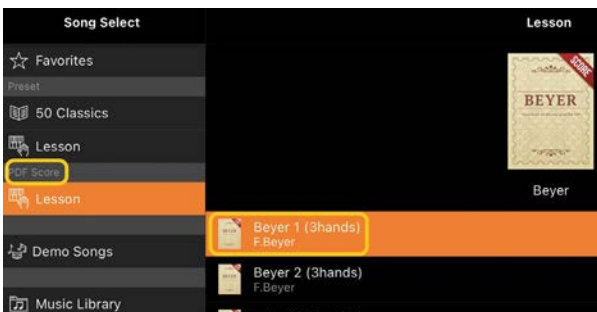 Song Select
Favorites
Preset
50 Classics
Lesson
PDF Score
Lesson
Demo Songs
Music Library
Lesson
SCORE
BEYER
Beyer
Beyer 1 (3hands)
F.Beyer
Beyer 2 (3hands)
F.Beyer